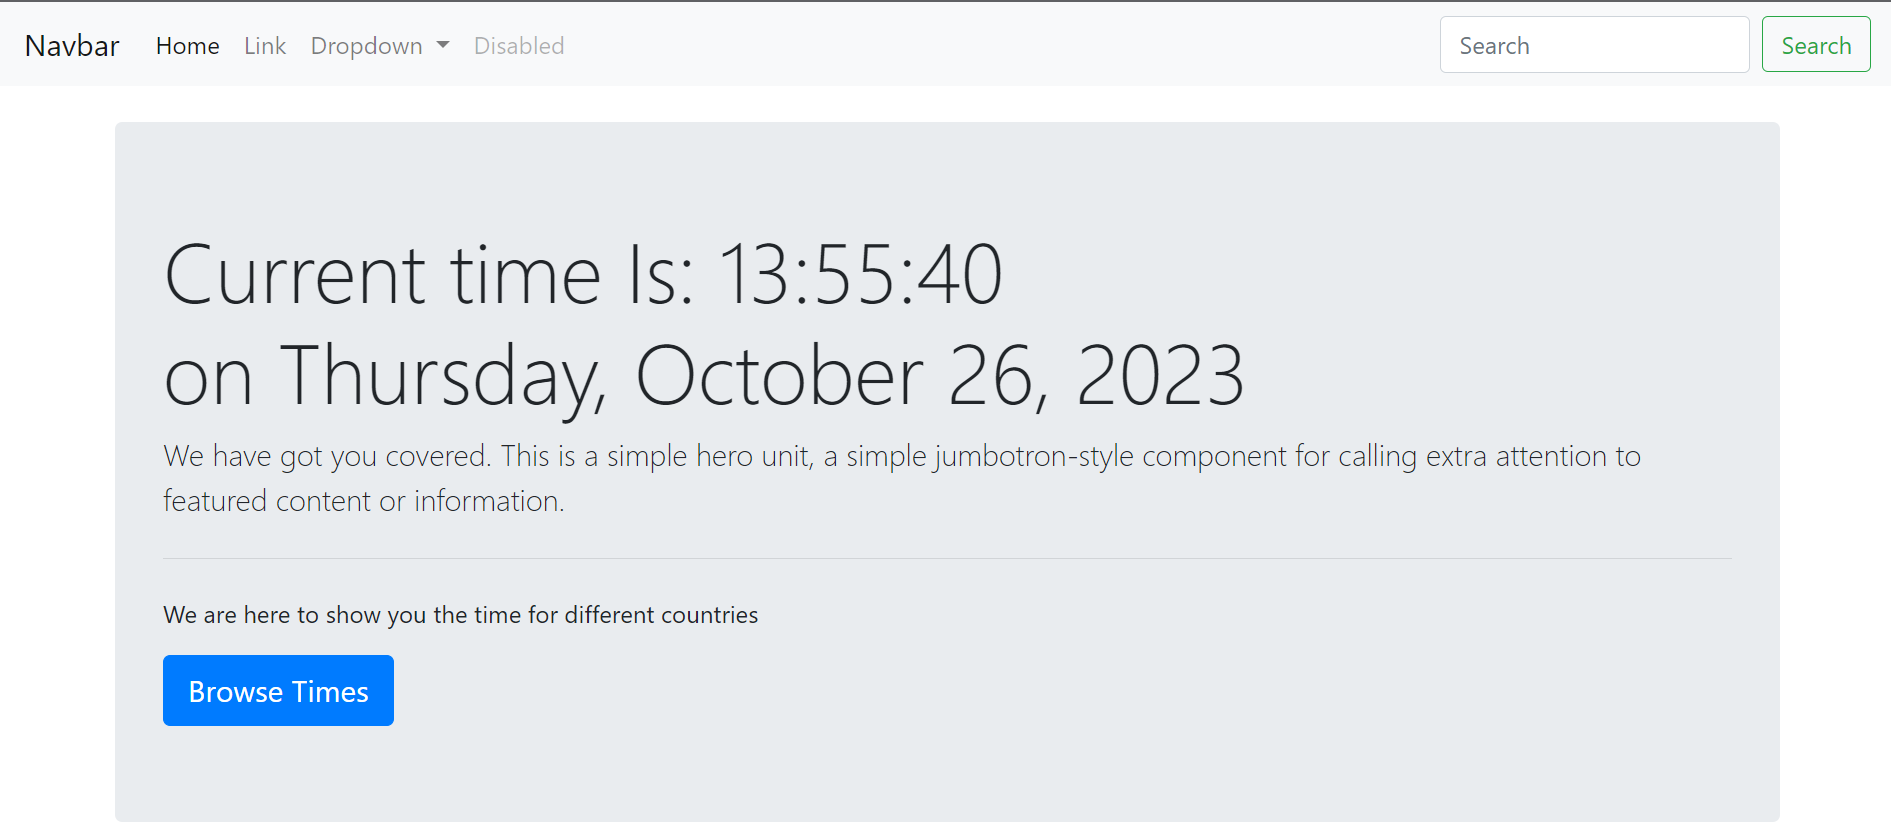 Navbar Home Link Dropdown Disabled Search Search
Current time Is: 13:55:40
on Thursday, October 26, 2023
We have got you covered. This is a simple hero unit, a simple jumbotron-style component for calling extra attention to
featured content or information.
We are here to show you the time for different countries
Browse Times